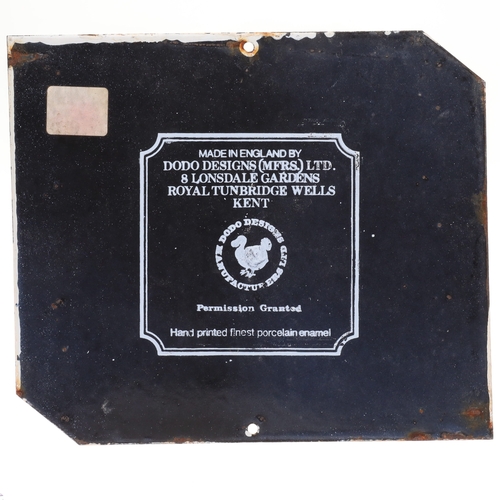 MADE IN ENGLAND BY
DODO DESIGNS (MFRS.) LTD.
8 LONSDALE GARDENS
ROYAL TUNBRIDGE WELLS
KENT
DODO DESIGNS
MANUFACTURERS LTD
Permission Granted
Hand printed finest porcelain enamel